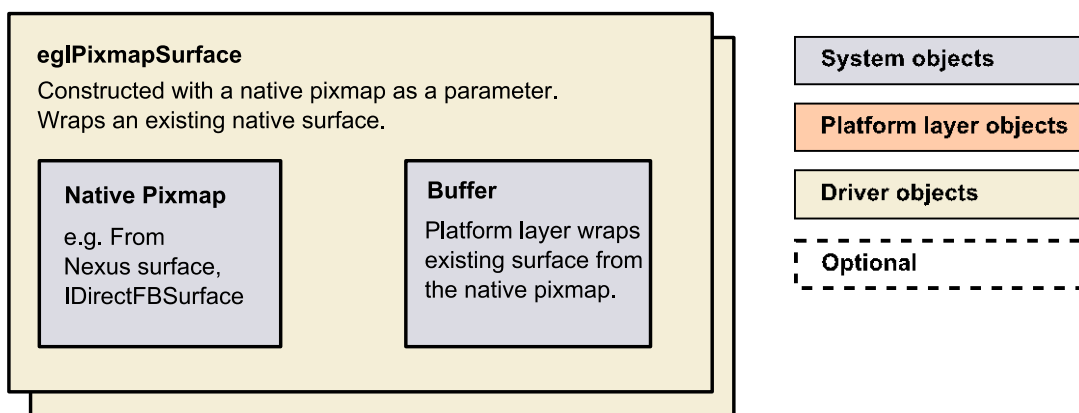 eglPixmapSurface
Constructed with a native pixmap as a parameter.
Wraps an existing native surface.
Native Pixmap
e.g. From
Nexus surface,
IDirectFBSurface
Buffer
Platform layer wraps
existing surface from
the native pixmap.
System objects
Platform layer objects
Driver objects
Optional